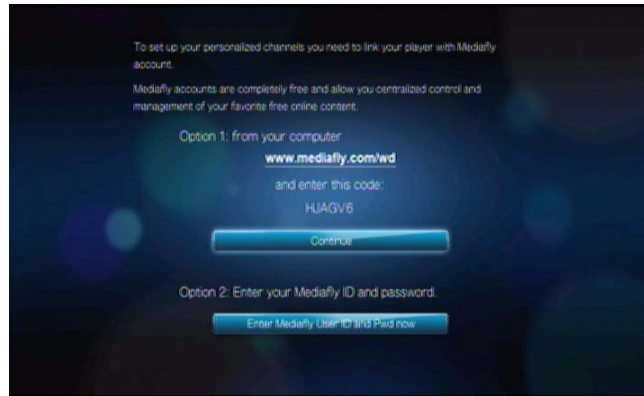 To set up your personalized channels you need to link your player with Mediafly
account.
Mediafly accounts are completely free and allow you centralized control and
management of your favorite free online content.
Option 1: from your computer
www.mediafly.com/wd
and enter this code:
HJAGV6
Continue
Option 2: Enter your Mediafly ID and password.
Enter Mediafly User ID and Pwd now